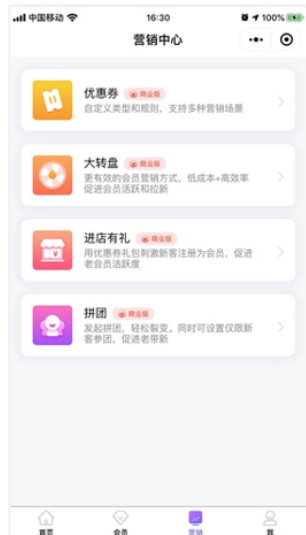 中国移动 16:30 100%
营销中心
优惠券 商业版
自定义类型和规则，支持多种营销场景
大转盘 商业版
更有效的会员营销方式，低成本+高效率
促进会员活跃和拉新
进店有礼 商业版
用优惠券礼包刺激新客注册为会员，促进
老会员活跃度
拼团 商业版
发起拼团，轻松裂变。同时可设置仅限新
客参团，促进老带新
首页 会员 营销 我